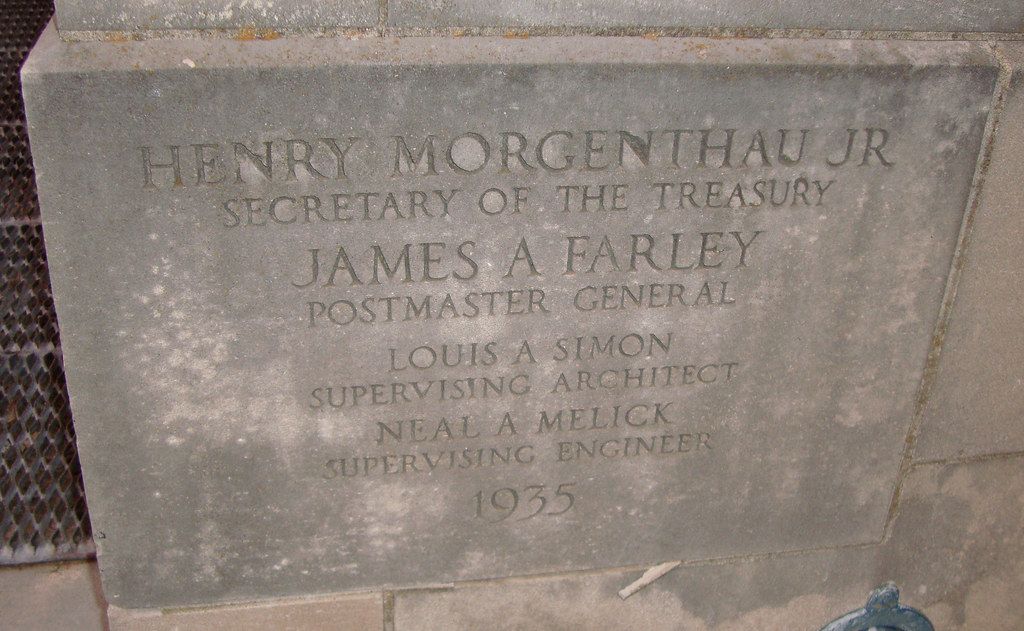 HENRY MORGENTHAU JR
SECRETARY OF THE TREASURY
JAMES A FARLEY
POSTMASTER GENERAL
LOUIS A SIMON
SUPERVISING ARCHITECT
NEAL A MELICK
SUPERVISING ENGINEER
1935